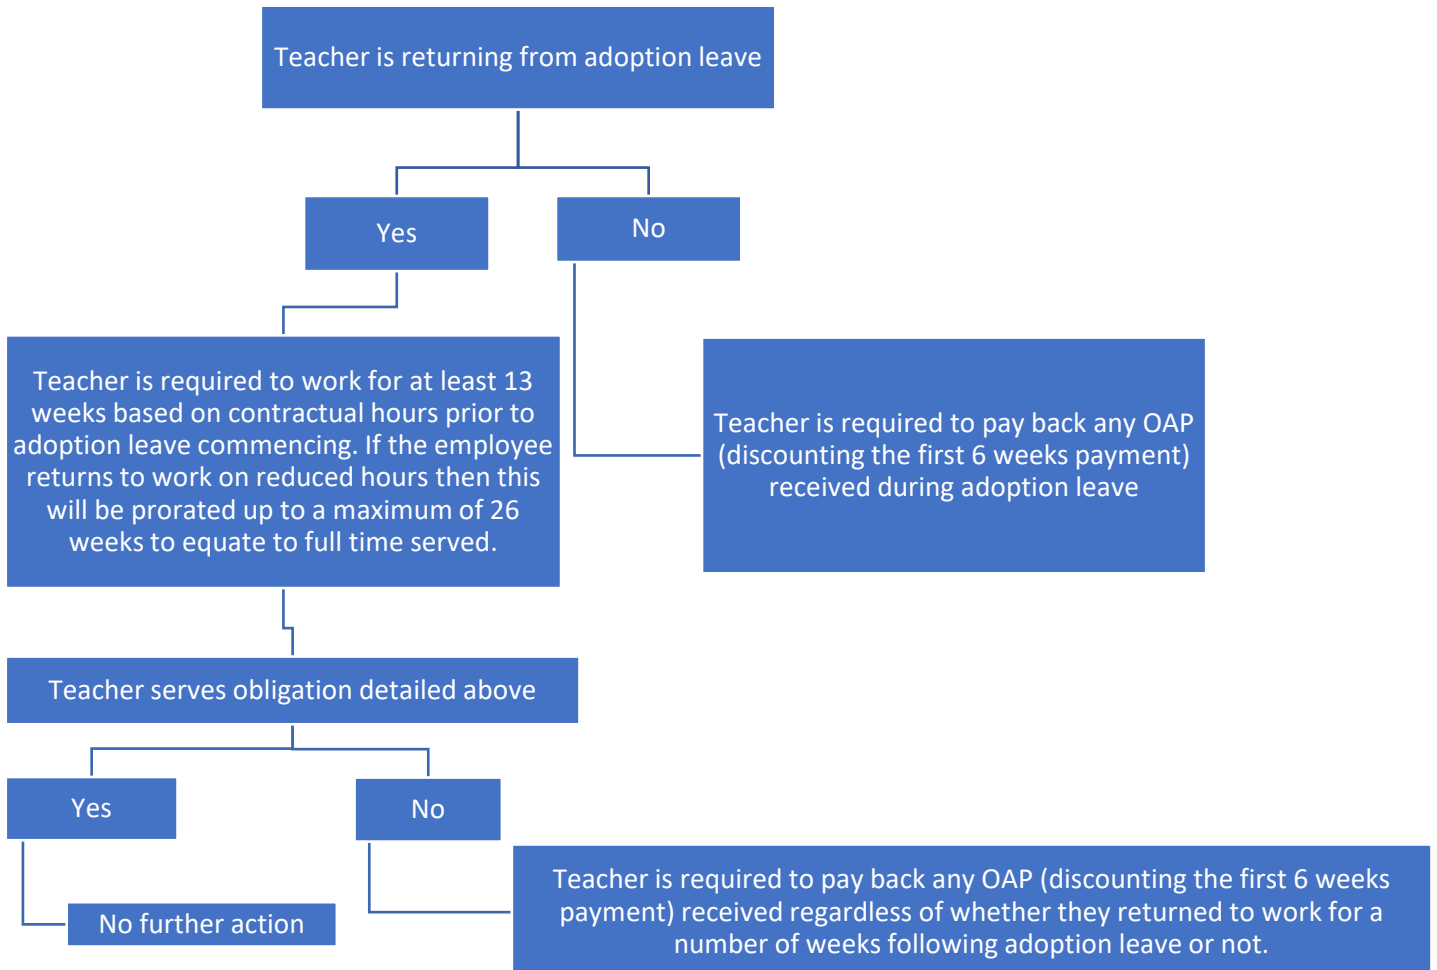 Teacher is returning from adoption leave
Yes
No
Teacher is required to work for at least 13
weeks based on contractual hours prior to
adoption leave commencing. If the employee
returns to work on reduced hours then this
will be prorated up to a maximum of 26
weeks to equate to full time served.
Teacher is required to pay back any OAP
(discounting the first 6 weeks payment)
received during adoption leave
Teacher serves obligation detailed above
Yes
No
No further action
Teacher is required to pay back any OAP (discounting the first 6 weeks
payment) received regardless of whether they returned to work for a
number of weeks following adoption leave or not.